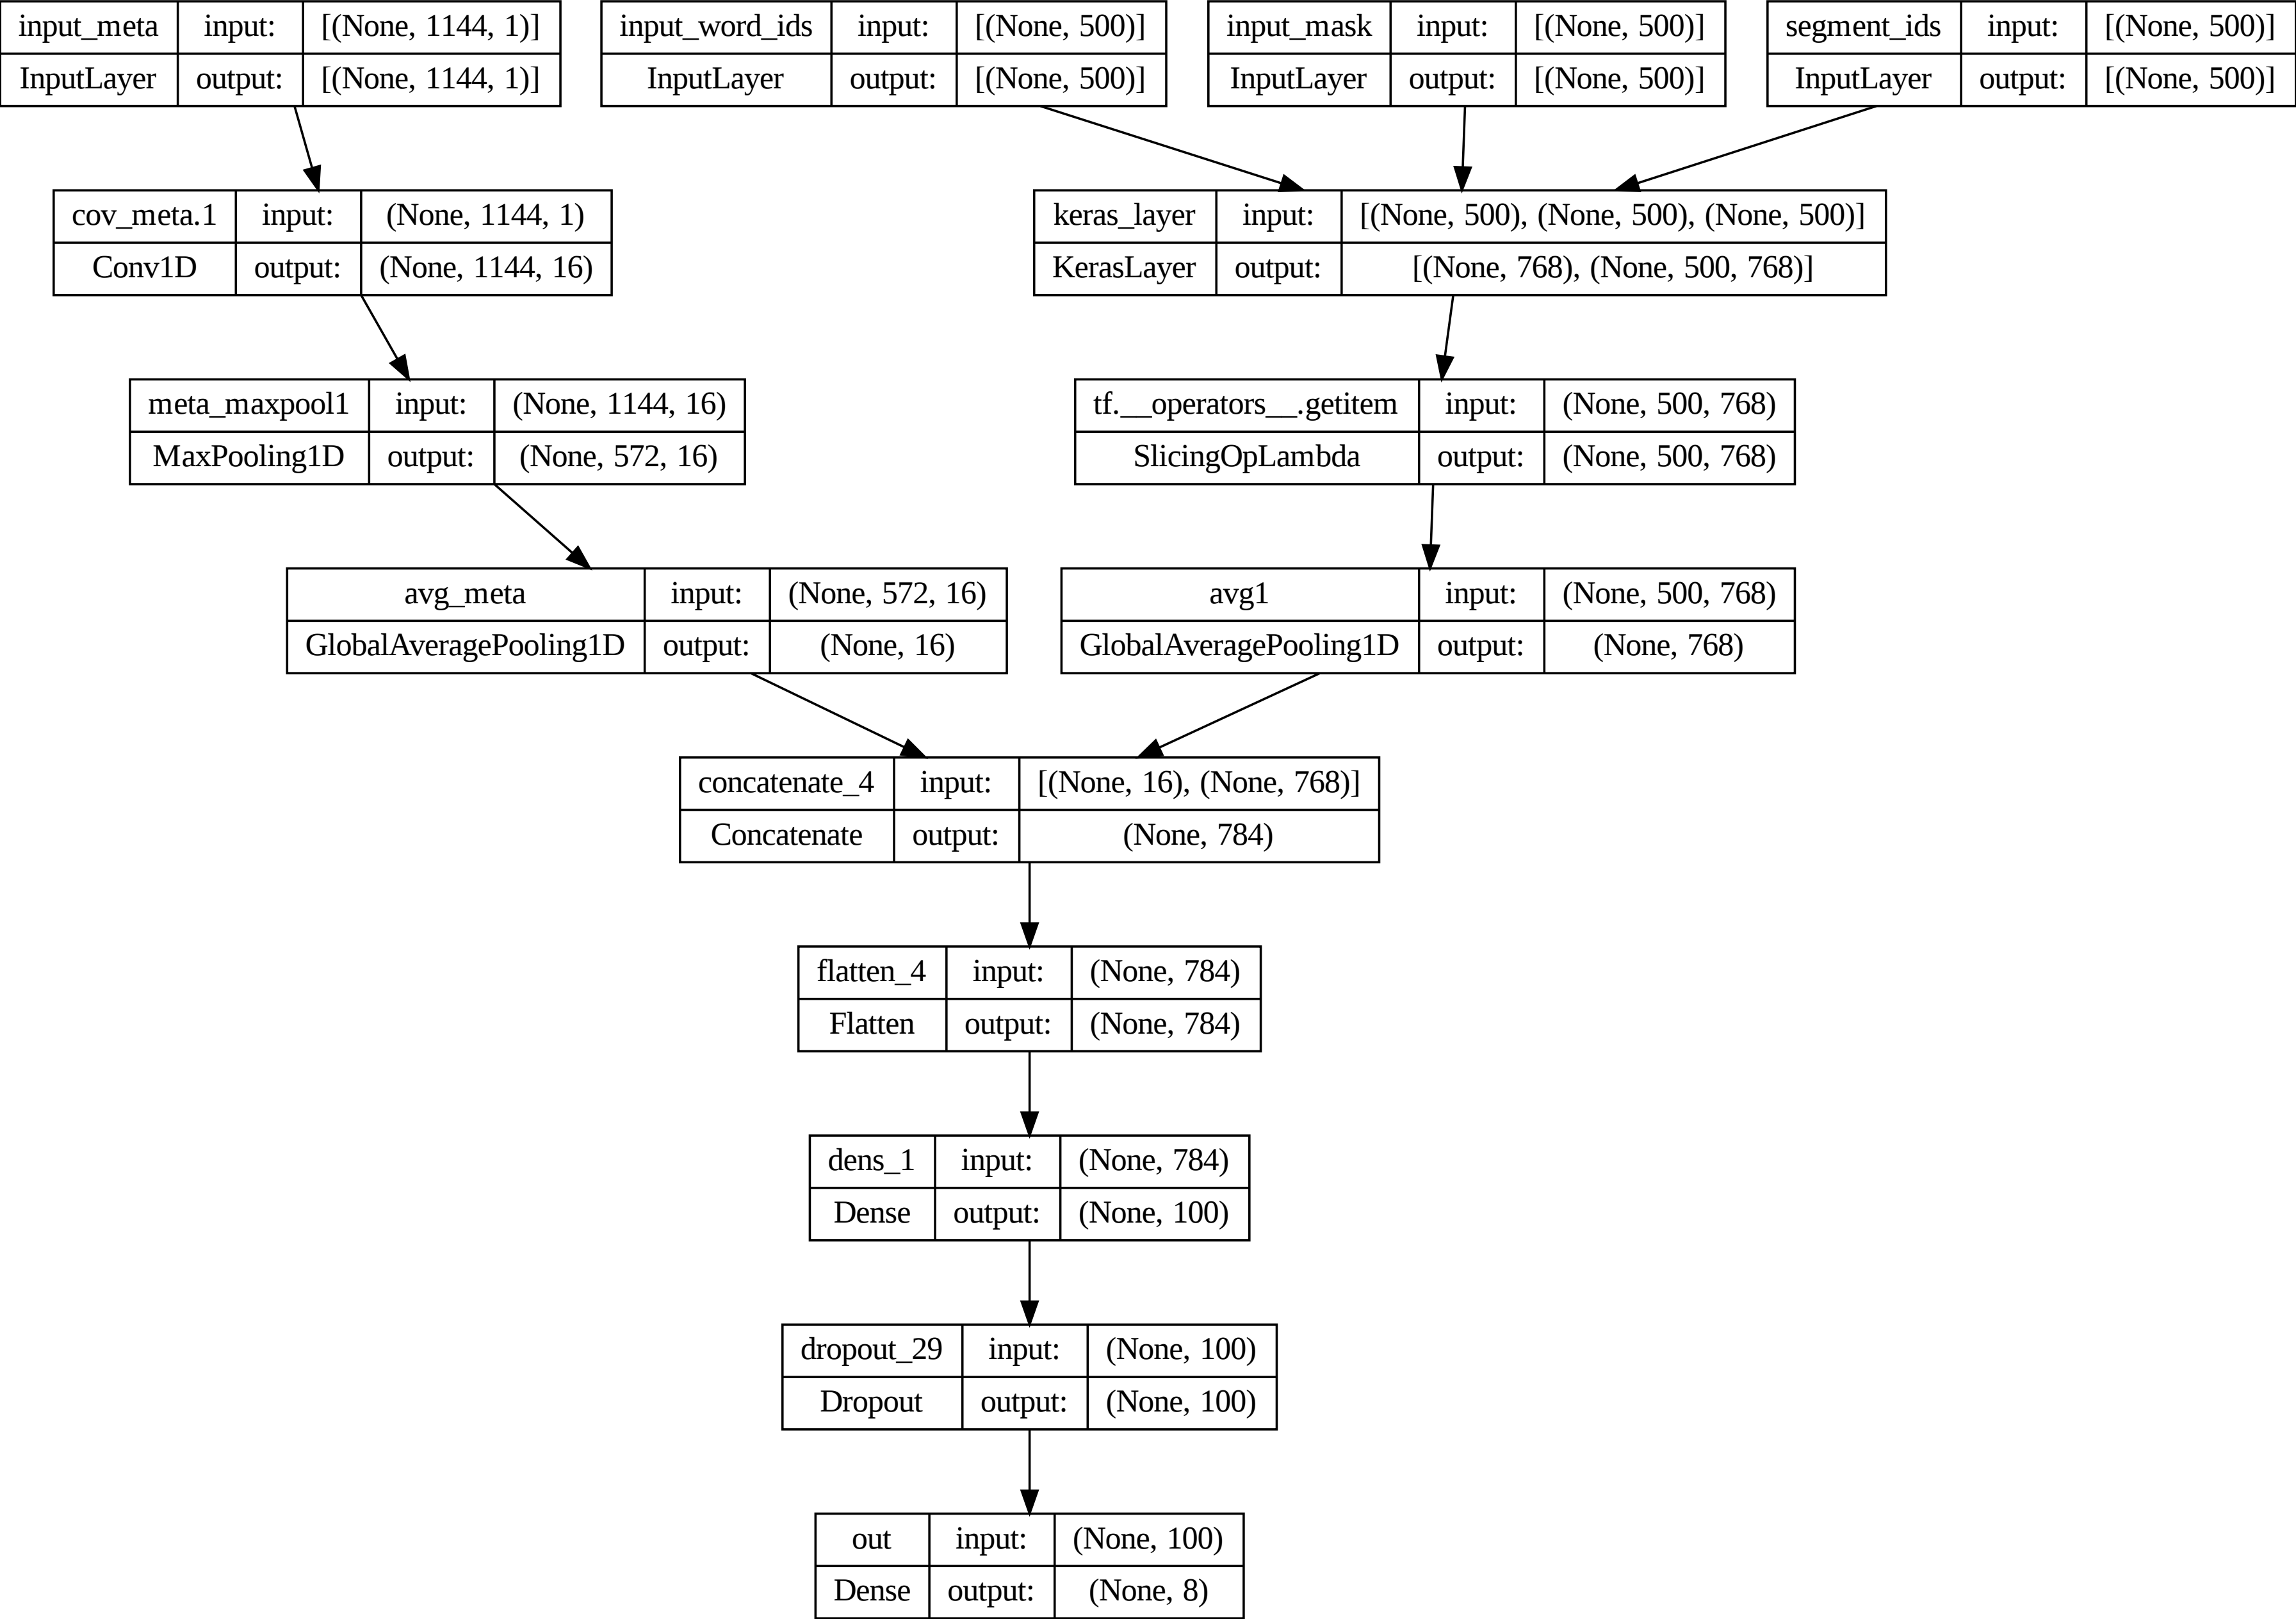 input_meta input: [(None, 1144, 1)]
InputLayer output: [(None, 1144, 1)]
input_word_ids input: [(None, 500)]
InputLayer output: [(None, 500)]
input_mask input: [(None, 500)]
InputLayer output: [(None, 500)]
segment_ids input: [(None, 500)]
InputLayer output: [(None, 500)]
cov_meta.1 input: (None, 1144, 1)
Conv1D output: (None, 1144, 16)
keras_layer input: [(None, 500), (None, 500), (None, 500)]
KerasLayer output: [(None, 768), (None, 500, 768)]
meta_maxpool1 input: (None, 1144, 16)
MaxPooling1D output: (None, 572, 16)
tf.__operators__.getitem input: (None, 500, 768)
SlicingOpLambda output: (None, 500, 768)
avg_meta input: (None, 572, 16)
GlobalAveragePooling1D output: (None, 16)
avg1 input: (None, 500, 768)
GlobalAveragePooling1D output: (None, 768)
concatenate_4 input: [(None, 16), (None, 768)]
Concatenate output: (None, 784)
flatten_4 input: (None, 784)
Flatten output: (None, 784)
dens_1 input: (None, 784)
Dense output: (None, 100)
dropout_29 input: (None, 100)
Dropout output: (None, 100)
out input: (None, 100)
Dense output: (None, 8)